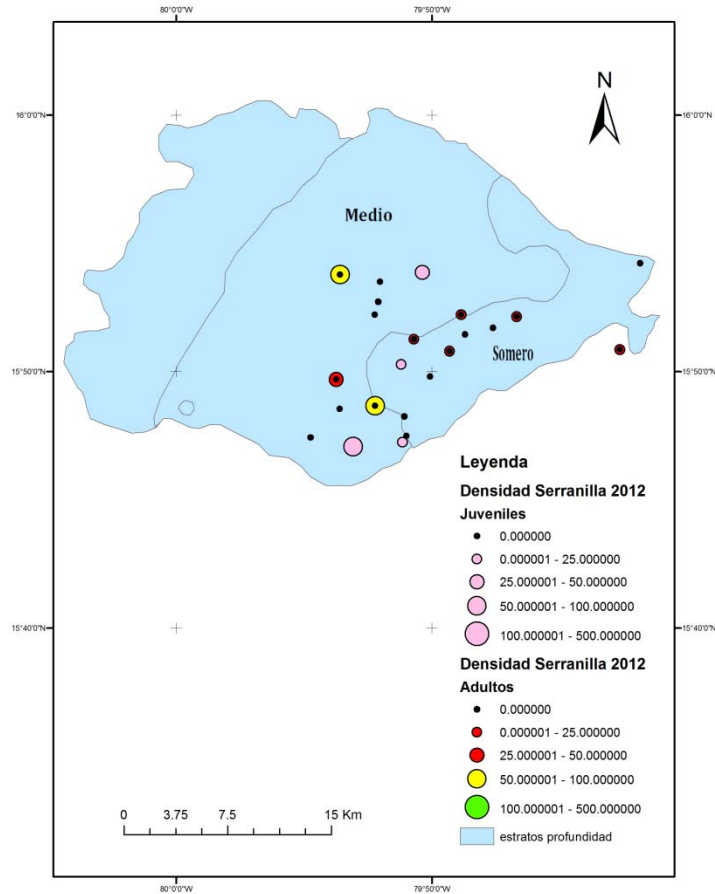 80°0'0"W 79°50'0"W
N
16°0'0"N 16°0'0"N
Medio
Somero
15°50'0"N 15°50'0"N
Leyenda
Densidad Serranilla 2012
Juveniles
0.000000
0.000001 - 25.000000
25.000001 - 50.000000
50.000001 - 100.000000
100.000001 - 500.000000
15°40'0"N 15°40'0"N
Densidad Serranilla 2012
Adultos
0.000000
0.000001 - 25.000000
25.000001 - 50.000000
50.000001 - 100.000000
100.000001 - 500.000000
estratos profundidad
0 3.75 7.5 15 Km
80°0'0"W 79°50'0"W